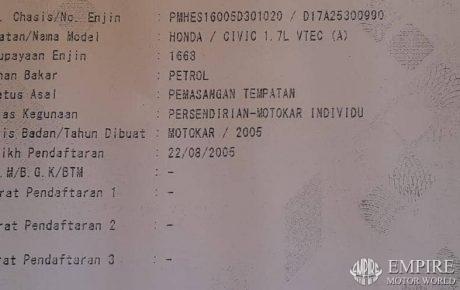 . Chasis/No. Enjin : PMHES16005D301020 / D17A25300990
atan/Nama Model : HONDA / CIVIC 1.7L VTEC (A)
upayaan Enjin : 1668
han Bakar : PETROL
atus Asal : PEMASANGAN TEMPATAN
as Kegunaan : PERSENDIRIAN-MOTOKAR INDIVIDU
is Badan/Tahun Dibuat : MOTOKAR / 2005
ikh Pendaftaran : 22/08/2005
.M/B.G.K/BTM : -
rat Pendaftaran 1 : -
rat Pendaftaran 2 : -
rat Pendaftaran 3 : -
EMPIRE
MOTOR WORLD